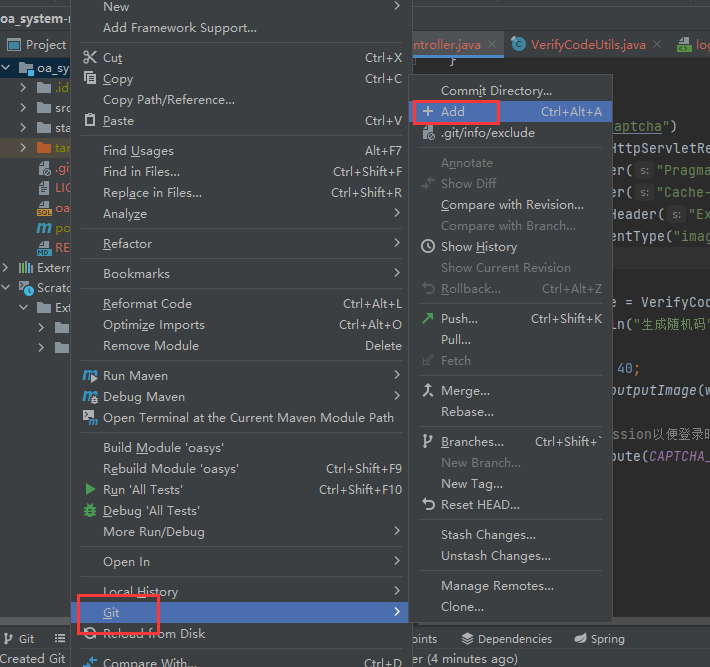 oa_system-
New
Add Framework Support...
Cut Ctrl+X
Copy Ctrl+C
Copy Path/Reference...
Paste Ctrl+V
Find Usages Alt+F7
Find in Files... Ctrl+Shift+F
Replace in Files... Ctrl+Shift+R
Analyze
Refactor
Bookmarks
Reformat Code Ctrl+Alt+L
Optimize Imports Ctrl+Alt+O
Remove Module Delete
Run Maven
Debug Maven
Open Terminal at the Current Maven Module Path
Build Module 'oasys'
Rebuild Module 'oasys' Ctrl+Shift+F9
Run 'All Tests' Ctrl+Shift+F10
Debug 'All Tests'
More Run/Debug
Open In
Local History
Git
Reload from Disk
Compare With... Ctrl+D
Project
oa_sy
.id
src
sta
tar
.gi
LIC
oa
po
RE
Extern
Scratc
Ext
Git
Created Git
ntroller.java
VerifyCodeUtils.java
log
}
Commit Directory...
Add Ctrl+Alt+A
.git/info/exclude
Annotate
Show Diff
Compare with Revision...
Compare with Branch...
Show History
Show Current Revision
Rollback... Ctrl+Alt+Z
Push... Ctrl+Shift+K
Pull...
Fetch
Merge...
Rebase...
Branches... Ctrl+Shift+`
New Branch...
New Tag...
Reset HEAD...
Stash Changes...
Unstash Changes...
Manage Remotes...
Clone...
aptcha")
HttpServletRe
er( s: "Pragma
er( s: "Cache-
Header( s: "Ex
entType("imag
e = VerifyCod
ln("生成随机码"
40;
outputImage(w
ssion以便登录时
bute(CAPTCHA_
oints
Dependencies
Spring
er (4 minutes ago)